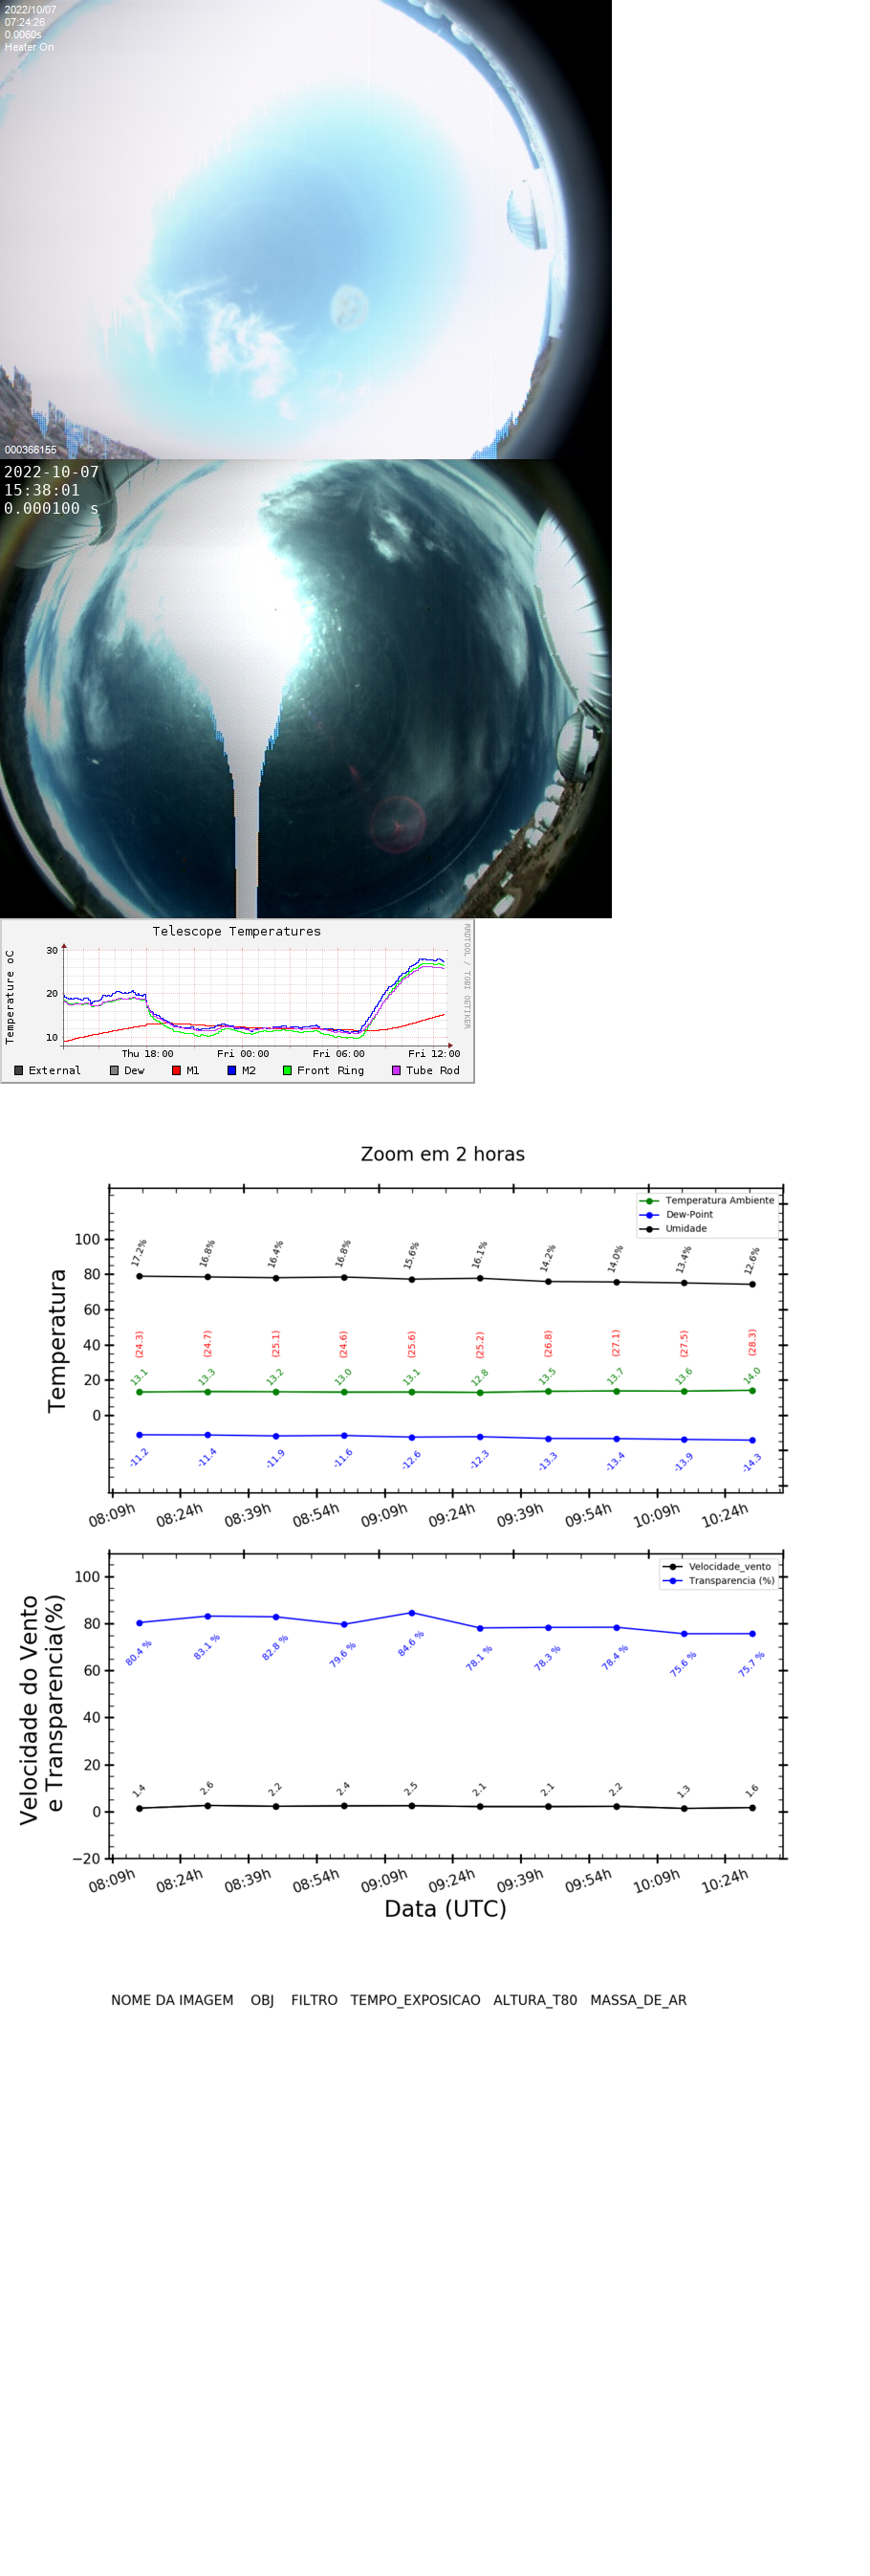 2022/10/07
07:24:26
0.0060s
Heater On
000366155
2022-10-07
15:38:01
0.000100 s
Telescope Temperatures
RRDTOOL / TOBI OETIKER
Temperature oC
30
20
10
Thu 18:00 Fri 00:00 Fri 06:00 Fri 12:00
External Dew M1 M2 Front Ring Tube Rod
Zoom em 2 horas
Temperatura
Temperatura Ambiente
Dew-Point
Umidade
100
80
60
40
20
0
17.2% 16.8% 16.4% 16.8% 15.6% 16.1% 14.2% 14.0% 13.4% 12.6%
(24.3) (24.7) (25.1) (24.6) (25.6) (25.2) (26.8) (27.1) (27.5) (28.3)
13.1 13.3 13.2 13.0 13.1 12.8 13.5 13.7 13.6 14.0
-11.2 -11.4 -11.9 -11.6 -12.6 -12.3 -13.3 -13.4 -13.9 -14.3
08:09h 08:24h 08:39h 08:54h 09:09h 09:24h 09:39h 09:54h 10:09h 10:24h
Velocidade do Vento
e Transparencia(%)
Velocidade_vento
Transparencia (%)
100
80
60
40
20
0
−20
80.4 % 83.1 % 82.8 % 79.6 % 84.6 % 78.1 % 78.3 % 78.4 % 75.6 % 75.7 %
1.4 2.6 2.2 2.4 2.5 2.1 2.1 2.2 1.3 1.6
08:09h 08:24h 08:39h 08:54h 09:09h 09:24h 09:39h 09:54h 10:09h 10:24h
Data (UTC)
NOME DA IMAGEM OBJ FILTRO TEMPO_EXPOSICAO ALTURA_T80 MASSA_DE_AR